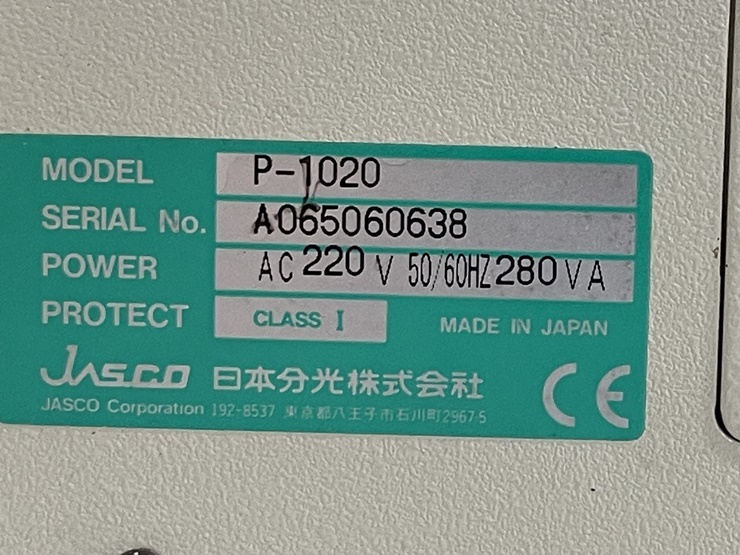 MODEL P-1020
SERIAL No. A065060638
POWER AC 220 V 50/60HZ 280 VA
PROTECT CLASS I MADE IN JAPAN
JASCO 日本分光株式会社 CE
JASCO Corporation 192-8537 東京都八王子市石川町2967-5